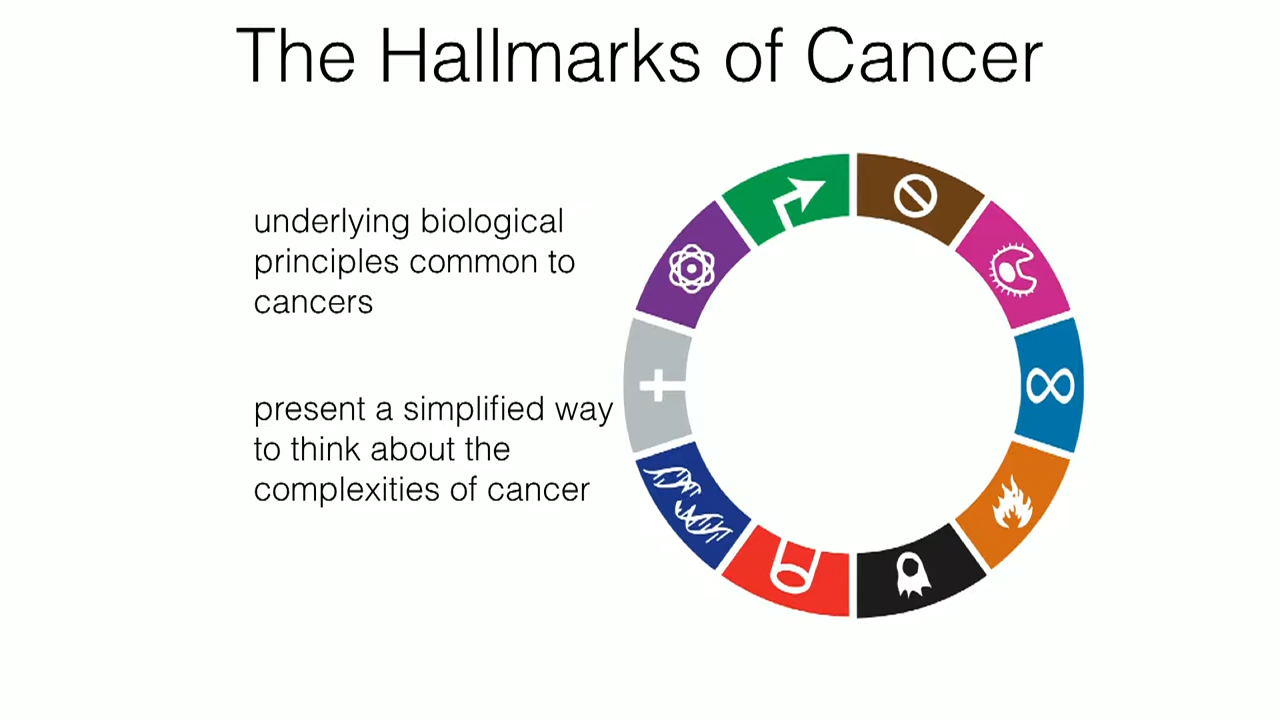 The Hallmarks of Cancer
underlying biological
principles common to
cancers
present a simplified way
to think about the
complexities of cancer